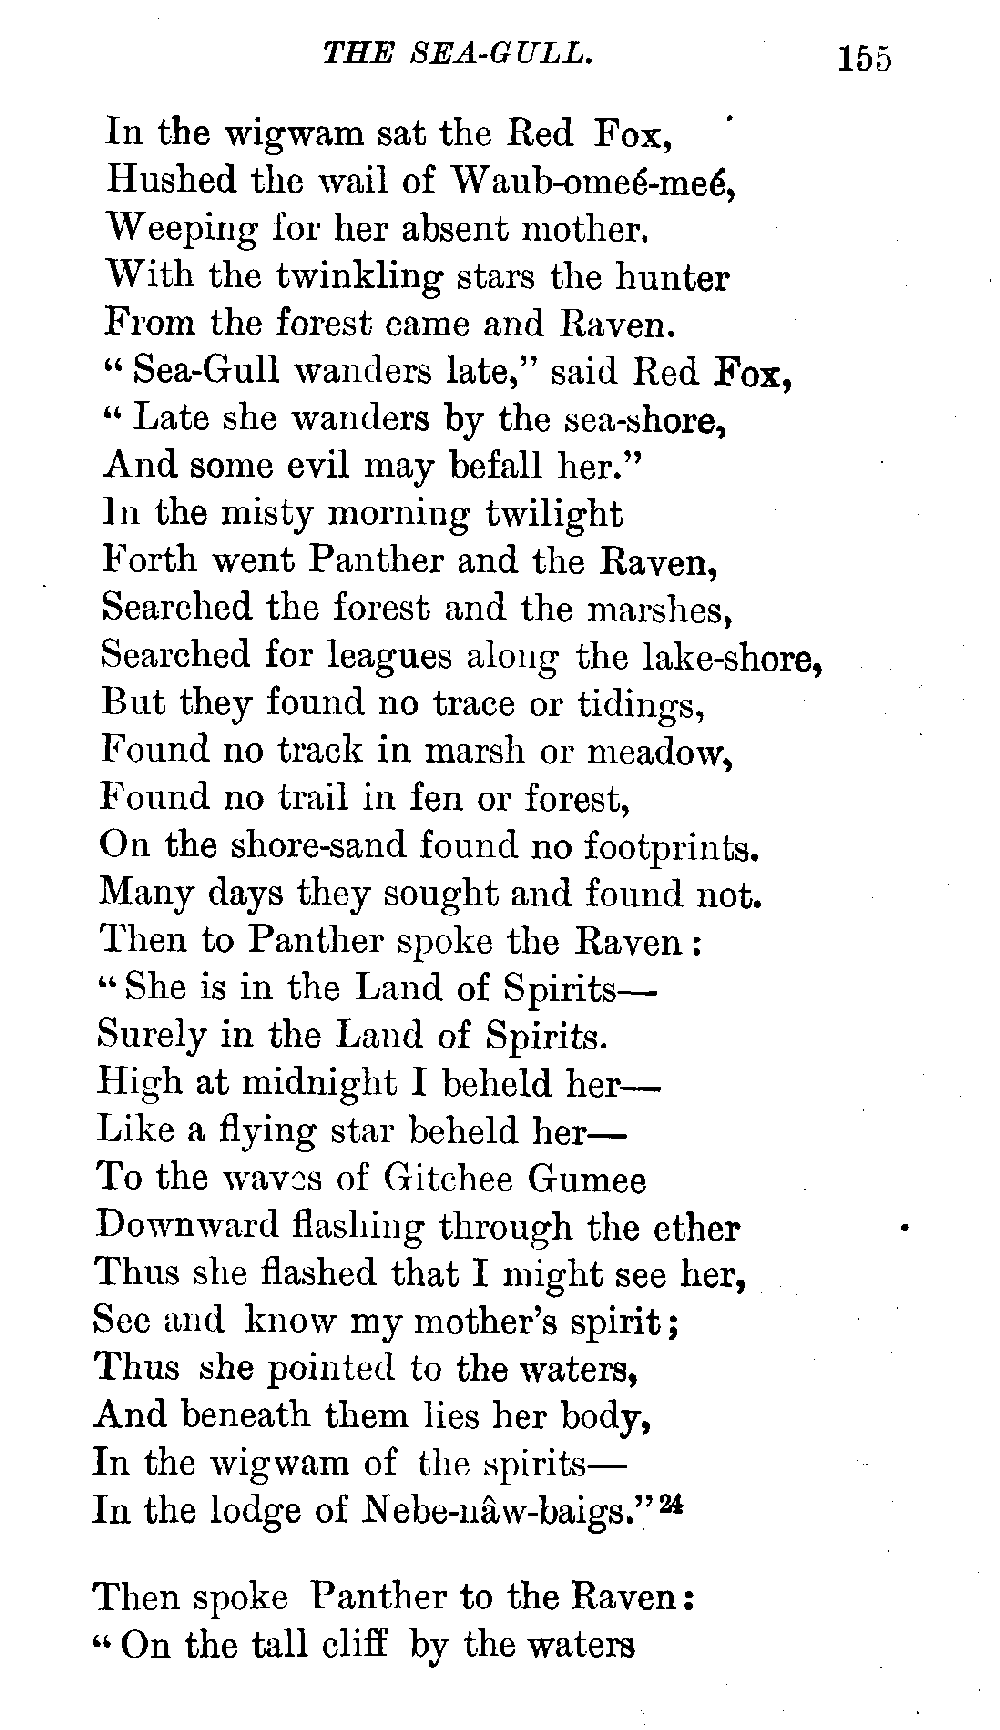 THE SEA-GULL. 155
In the wigwam sat the Red Fox,
Hushed the wail of Waub-omeé-meé,
Weeping for her absent mother.
With the twinkling stars the hunter
From the forest came and Raven.
“ Sea-Gull wanders late,” said Red Fox,
“ Late she wanders by the sea-shore,
And some evil may befall her.”
In the misty morning twilight
Forth went Panther and the Raven,
Searched the forest and the marshes,
Searched for leagues along the lake-shore,
But they found no trace or tidings,
Found no track in marsh or meadow,
Found no trail in fen or forest,
On the shore-sand found no footprints.
Many days they sought and found not.
Then to Panther spoke the Raven :
“ She is in the Land of Spirits—
Surely in the Land of Spirits.
High at midnight I beheld her—
Like a flying star beheld her—
To the waves of Gitchee Gumee
Downward flashing through the ether
Thus she flashed that I might see her,
See and know my mother’s spirit ;
Thus she pointed to the waters,
And beneath them lies her body,
In the wigwam of the spirits—
In the lodge of Nebe-nâw-baigs.” 24
Then spoke Panther to the Raven :
“ On the tall cliff by the waters